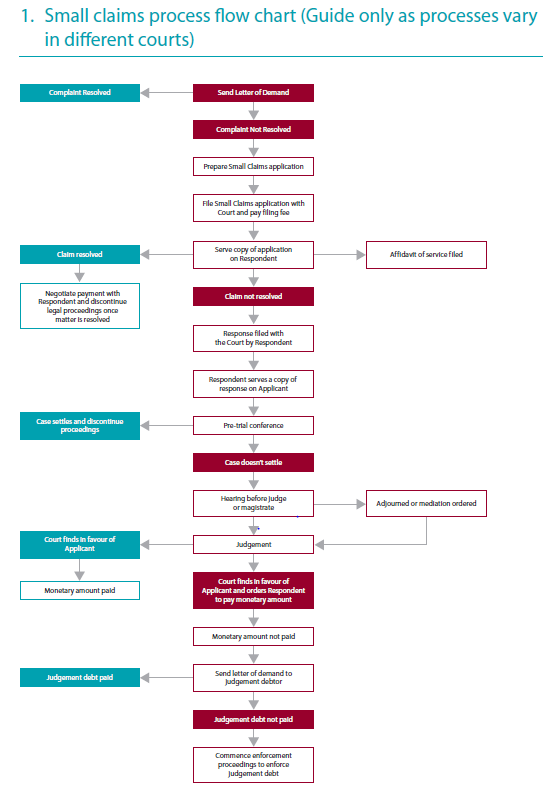 1. Small claims process flow chart (Guide only as processes vary
in different courts)
Complaint Resolved
Send Letter of Demand
Complaint Not Resolved
Prepare Small Claims application
File Small Claims application with
Court and pay filing fee
Claim resolved
Serve copy of application
on Respondent
Affidavit of service filed
Negotiate payment with
Respondent and discontinue
legal proceedings once
matter is resolved
Claim not resolved
Response filed with
the Court by Respondent
Respondent serves a copy of
response on Applicant
Case settles and discontinue
proceedings
Pre-trial conference
Case doesn't settle
Hearing before Judge
or magistrate
Adjourned or mediation ordered
Court finds in favour of
Applicant
Judgement
Monetary amount paid
Court finds in favour of
Applicant and orders Respondent
to pay monetary amount
Monetary amount not paid
Judgement debt paid
Send letter of demand to
Judgement debtor
Judgement debt not paid
Commence enforcement
proceedings to enforce
Judgement debt